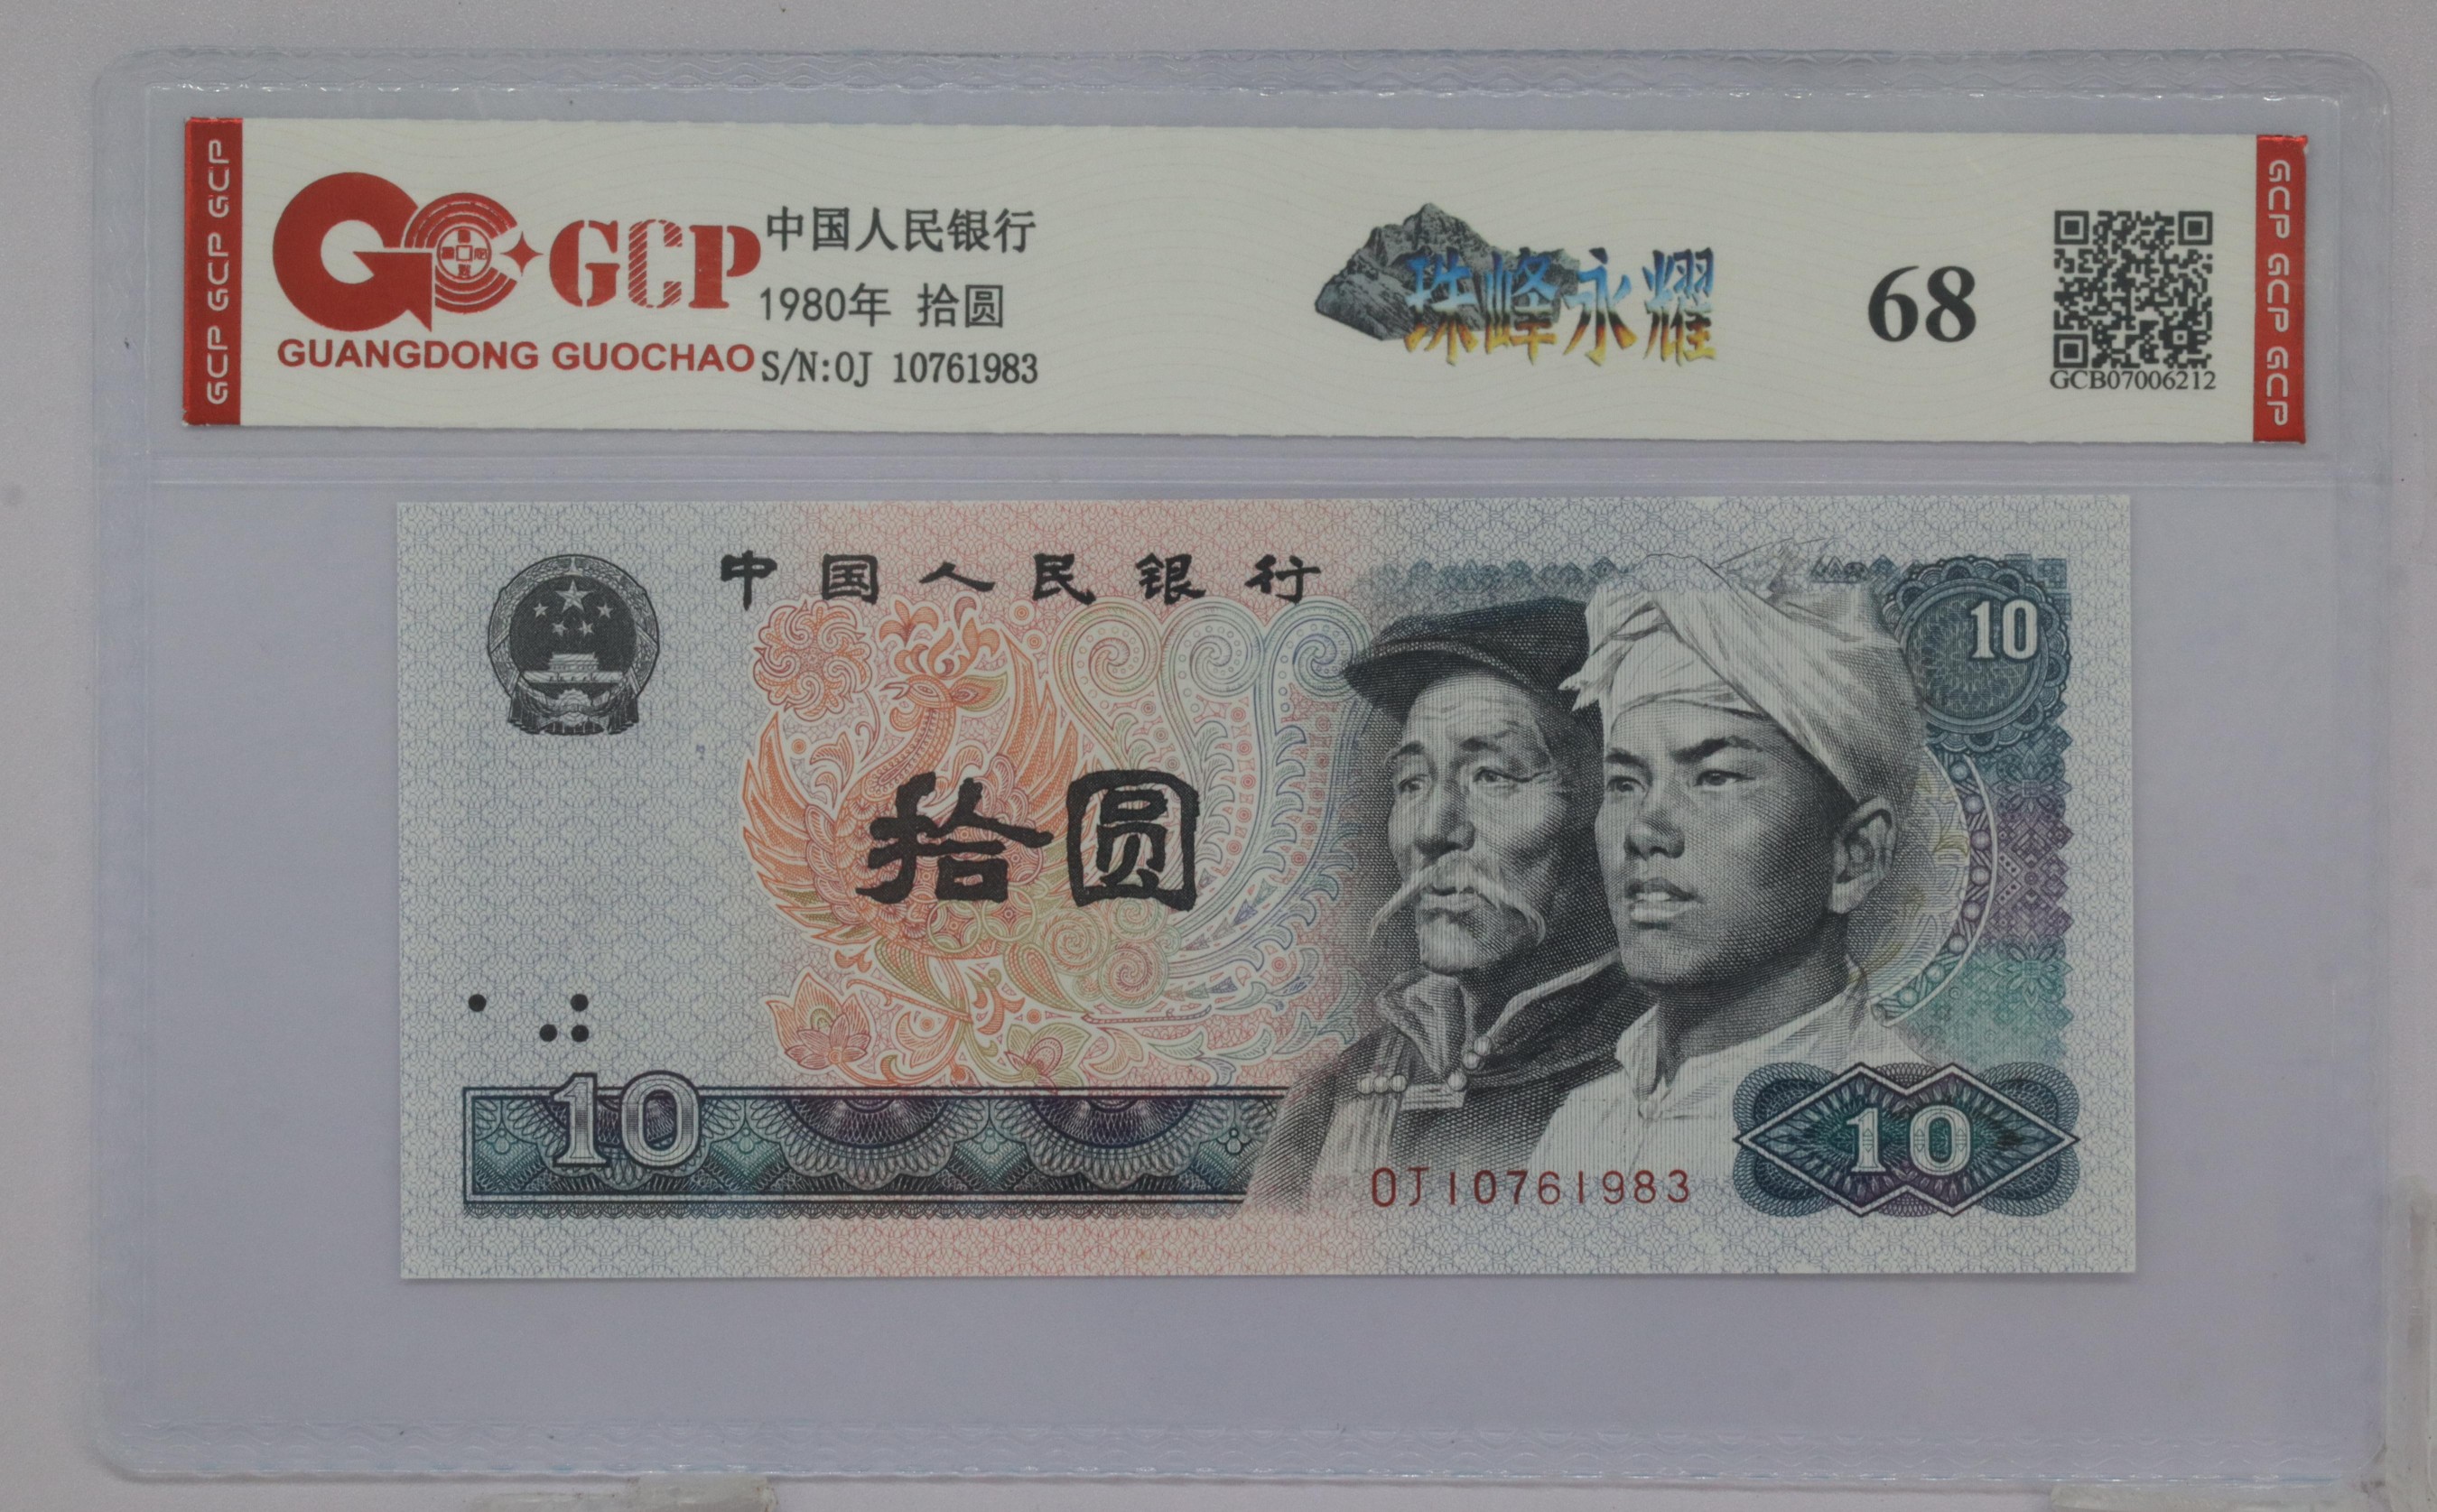 GCP GCP GCP
GCP
GUANGDONG GUOCHAO
中国人民银行
1980年 拾圆
S/N:OJ 10761983
珠峰永耀
68
GCB07006212
GCP GCP GCP
中国人民银行
10
拾圆
10
OJ10761983
10